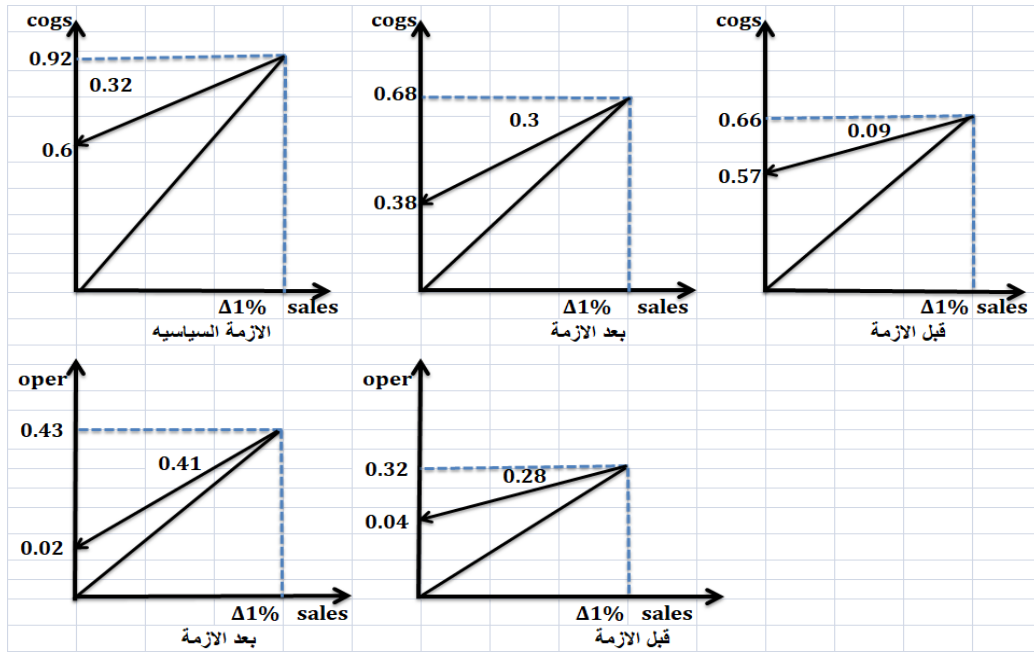 cogs
0.92
0.32
0.6
Δ1% sales
الازمة السياسيه
cogs
0.68
0.3
0.38
Δ1% sales
بعد الازمة
cogs
0.66
0.09
0.57
Δ1% sales
قبل الازمة
oper
0.43
0.41
0.02
Δ1% sales
بعد الازمة
oper
0.32
0.28
0.04
Δ1% sales
قبل الازمة